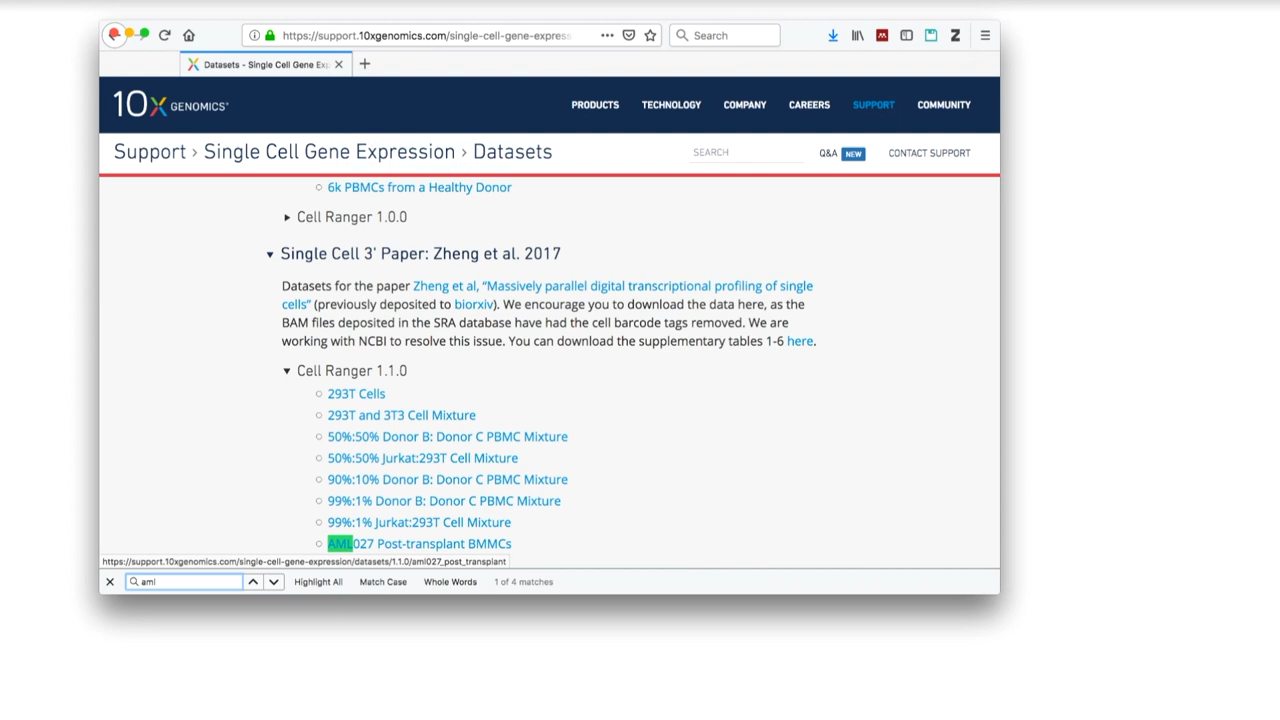 https://support.10xgenomics.com/single-cell-gene-express
Search
Datasets - Single Cell Gene Exp
10X GENOMICS
PRODUCTS
TECHNOLOGY
COMPANY
CAREERS
SUPPORT
COMMUNITY
Support › Single Cell Gene Expression › Datasets
SEARCH
Q&A NEW
CONTACT SUPPORT
6k PBMCs from a Healthy Donor
Cell Ranger 1.0.0
Single Cell 3' Paper: Zheng et al. 2017
Datasets for the paper Zheng et al, “Massively parallel digital transcriptional profiling of single
cells” (previously deposited to biorxiv). We encourage you to download the data here, as the
BAM files deposited in the SRA database have had the cell barcode tags removed. We are
working with NCBI to resolve this issue. You can download the supplementary tables 1-6 here.
Cell Ranger 1.1.0
293T Cells
293T and 3T3 Cell Mixture
50%:50% Donor B: Donor C PBMC Mixture
50%:50% Jurkat:293T Cell Mixture
90%:10% Donor B: Donor C PBMC Mixture
99%:1% Donor B: Donor C PBMC Mixture
99%:1% Jurkat:293T Cell Mixture
AML027 Post-transplant BMMCs
https://support.10xgenomics.com/single-cell-gene-expression/datasets/1.1.0/aml027_post_transplant
aml
Highlight All
Match Case
Whole Words
1 of 4 matches